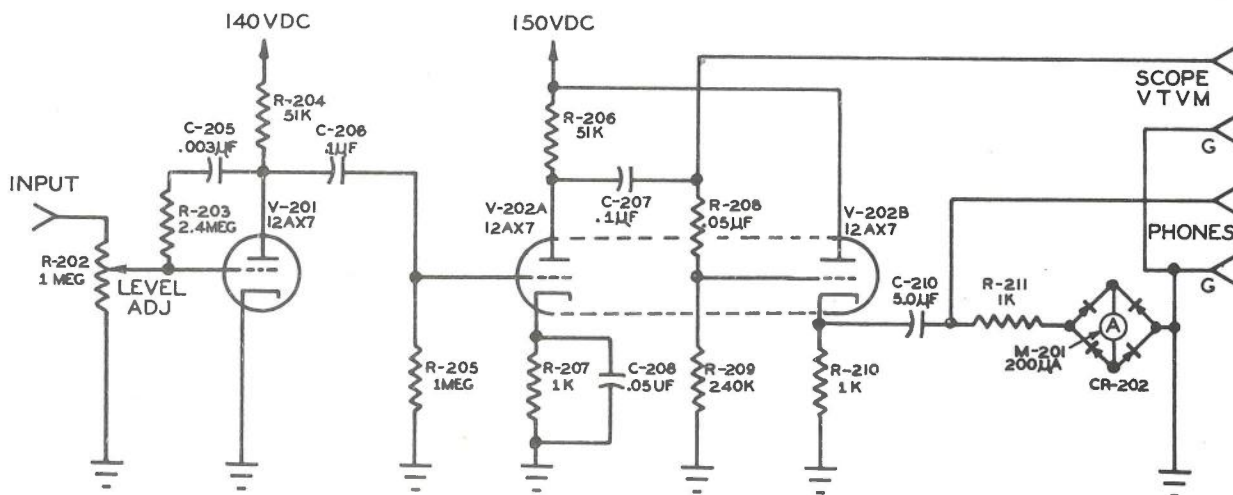 140VDC
150VDC
SCOPE
VTVM
G
PHONES
G
INPUT
R-202
1 MEG
LEVEL
ADJ
R-203
2.4MEG
C-205
.003µF
R-204
51K
C-206
.1µF
V-201
12AX7
R-205
1MEG
R-206
51K
V-202A
12AX7
C-207
.1µF
R-207
1K
C-208
.05UF
R-208
.05µF
R-209
240K
V-202B
12AX7
R-210
1K
C-210
5.0µF
R-211
1K
A
M-201
200µA
CR-202